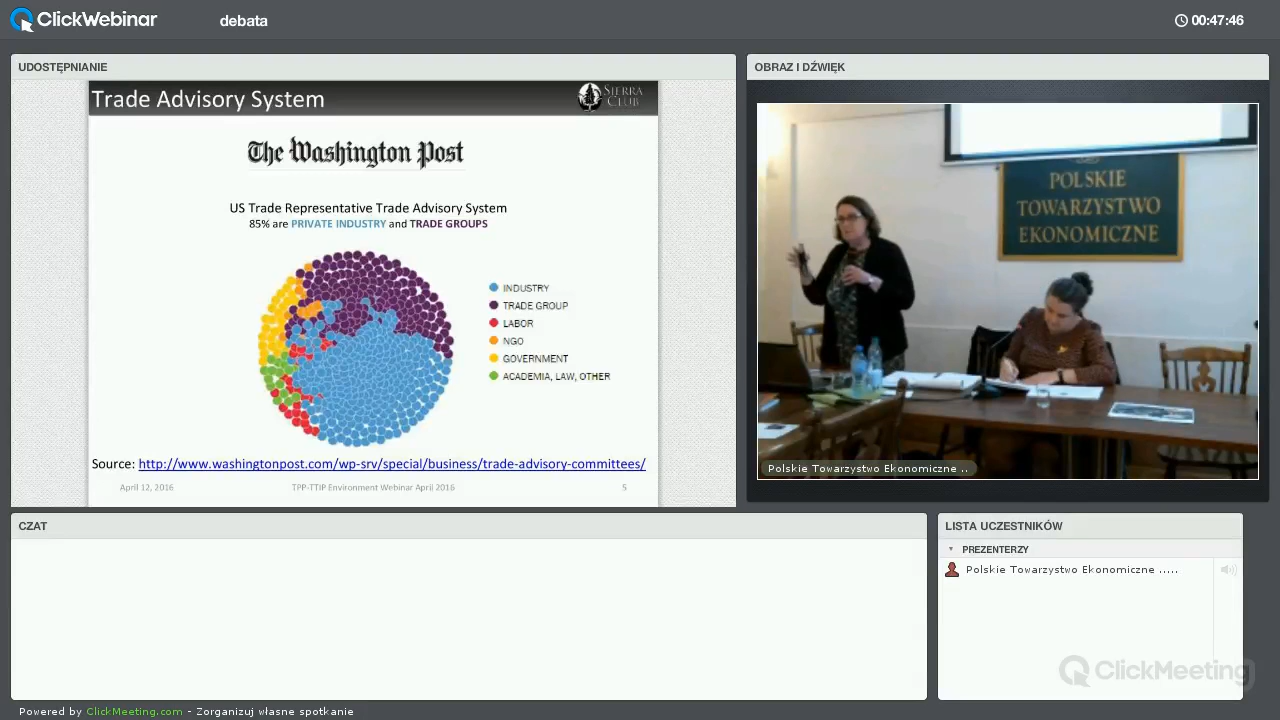 ClickWebinar
debata
00:47:46
UDOSTĘPNIANIE
Trade Advisory System
SIERRA
CLUB
The Washington Post
US Trade Representative Trade Advisory System
85% are PRIVATE INDUSTRY and TRADE GROUPS
INDUSTRY
TRADE GROUP
LABOR
NGO
GOVERNMENT
ACADEMIA, LAW, OTHER
Source: http://www.washingtonpost.com/wp-srv/special/business/trade-advisory-committees/
April 12, 2016 TPP-TTIP Environment Webinar April 2016 5
OBRAZ I DŹWIĘK
POLSKIE
TOWARZYSTWO
EKONOMICZNE
Polskie Towarzystwo Ekonomiczne ..
CZAT
LISTA UCZESTNIKÓW
PREZENTERZY
Polskie Towarzystwo Ekonomiczne .....
ClickMeeting
Powered by ClickMeeting.com - Zorganizuj własne spotkanie